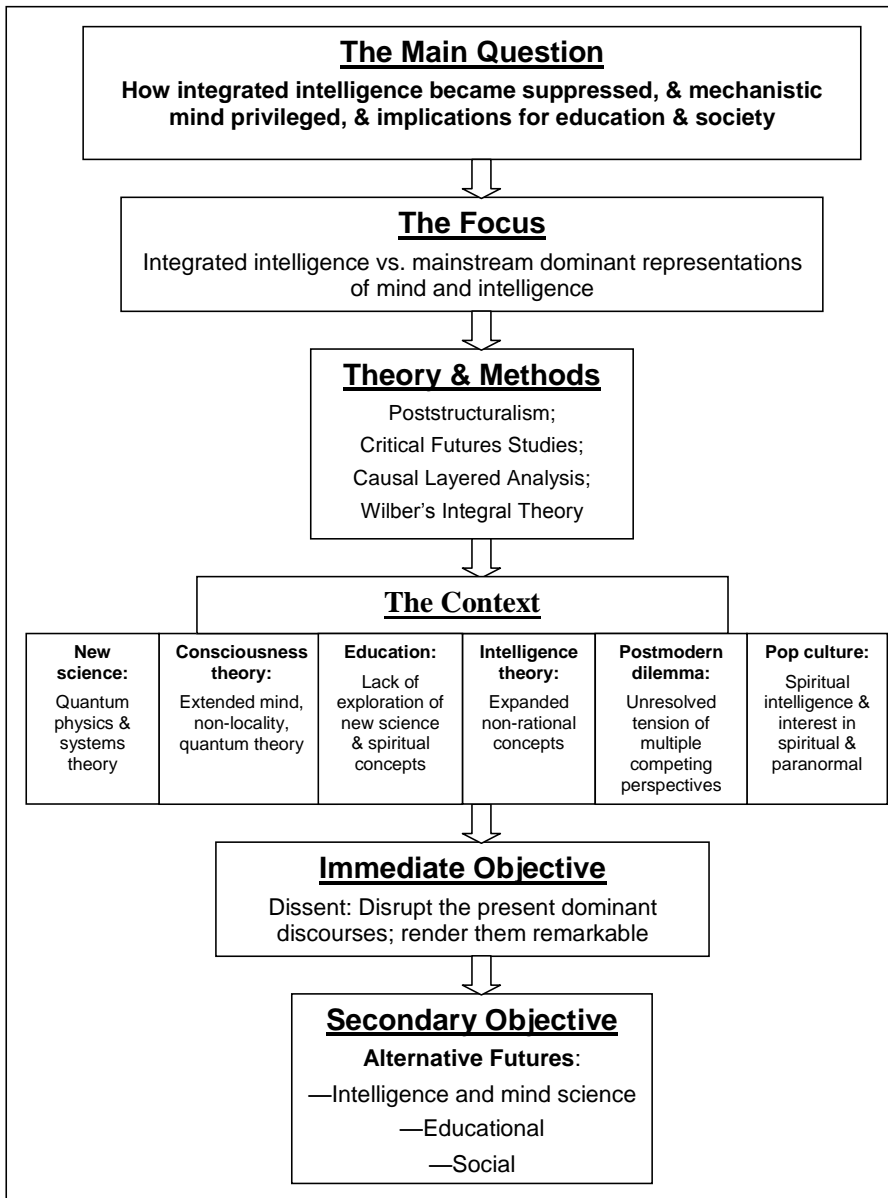 The Main Question
How integrated intelligence became suppressed, & mechanistic
mind privileged, & implications for education & society
The Focus
Integrated intelligence vs. mainstream dominant representations
of mind and intelligence
Theory & Methods
Poststructuralism;
Critical Futures Studies;
Causal Layered Analysis;
Wilber's Integral Theory
The Context
New
science:
Quantum
physics &
systems
theory
Consciousness
theory:
Extended mind,
non-locality,
quantum theory
Education:
Lack of
exploration of
new science
& spiritual
concepts
Intelligence
theory:
Expanded
non-rational
concepts
Postmodern
dilemma:
Unresolved
tension of
multiple
competing
perspectives
Pop culture:
Spiritual
intelligence &
interest in
spiritual &
paranormal
Immediate Objective
Dissent: Disrupt the present dominant
discourses; render them remarkable
Secondary Objective
Alternative Futures:
—Intelligence and mind science
—Educational
—Social